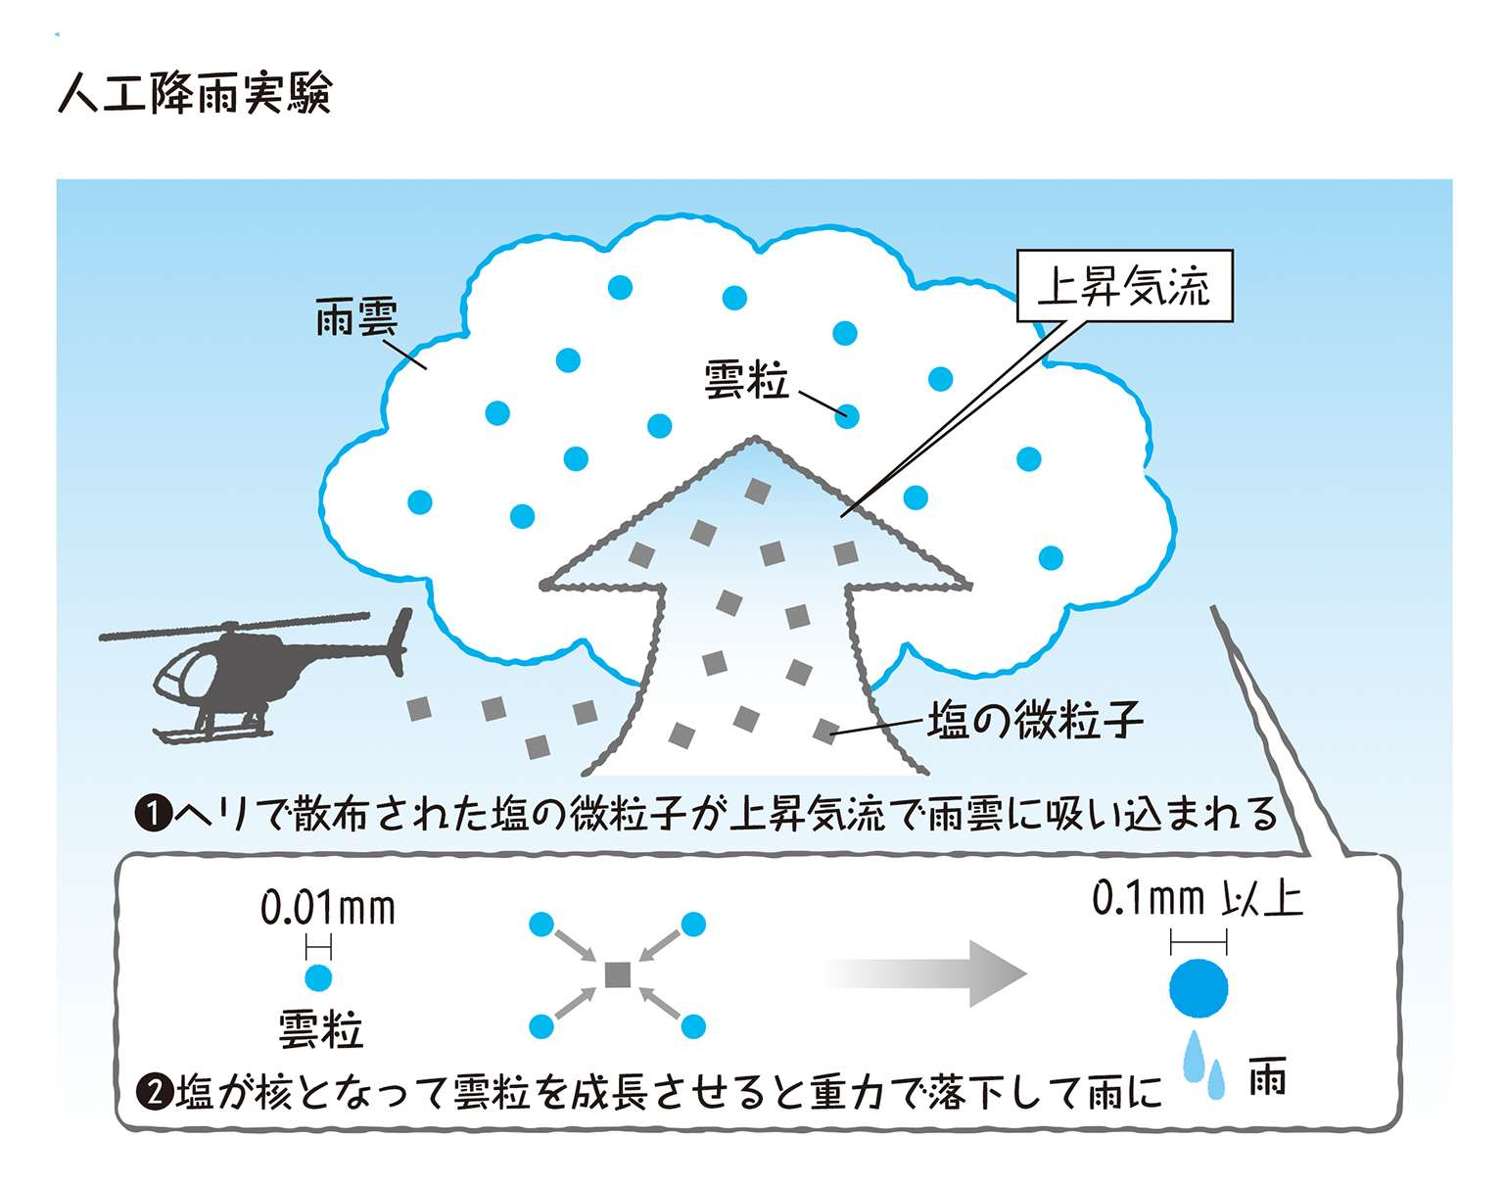 人工降雨実験
雨雲
上昇気流
雲粒
塩の微粒子
❶ヘリで散布された塩の微粒子が上昇気流で雨雲に吸い込まれる
0.01mm
0.1mm 以上
雲粒
雨
❷塩が核となって雲粒を成長させると重力で落下して雨に